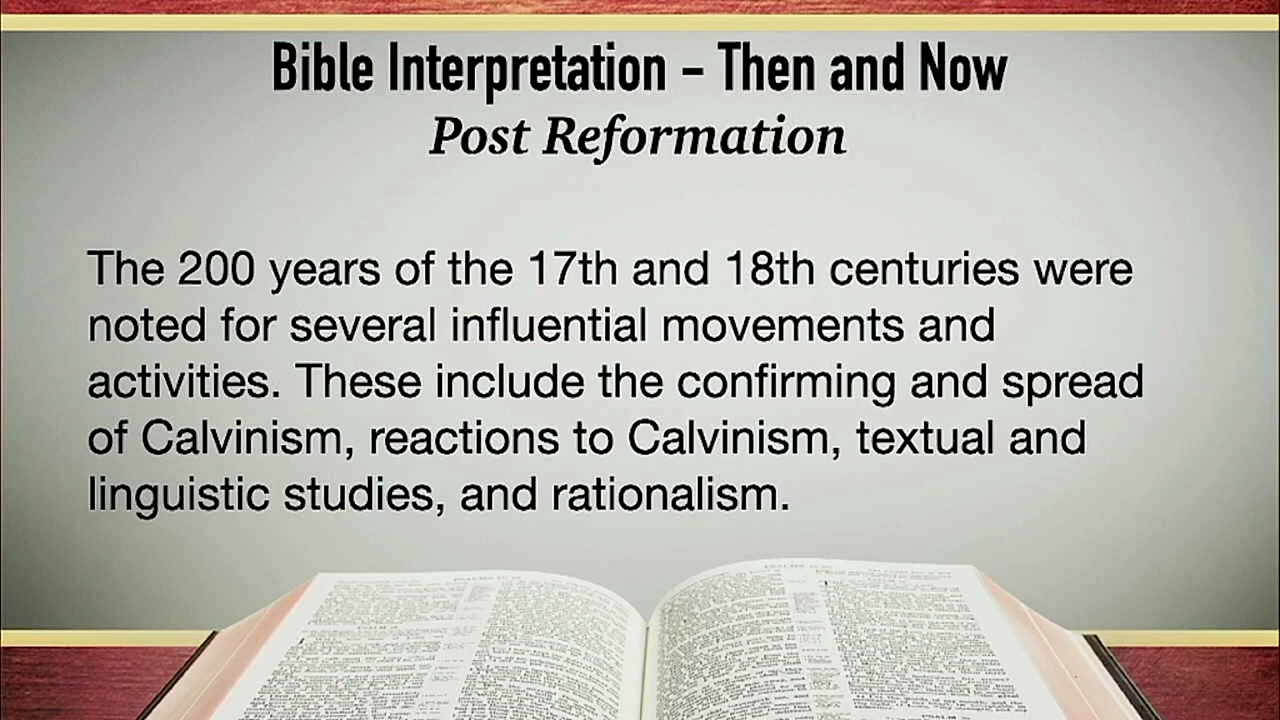 Bible Interpretation – Then and Now
Post Reformation
The 200 years of the 17th and 18th centuries were
noted for several influential movements and
activities. These include the confirming and spread
of Calvinism, reactions to Calvinism, textual and
linguistic studies, and rationalism.